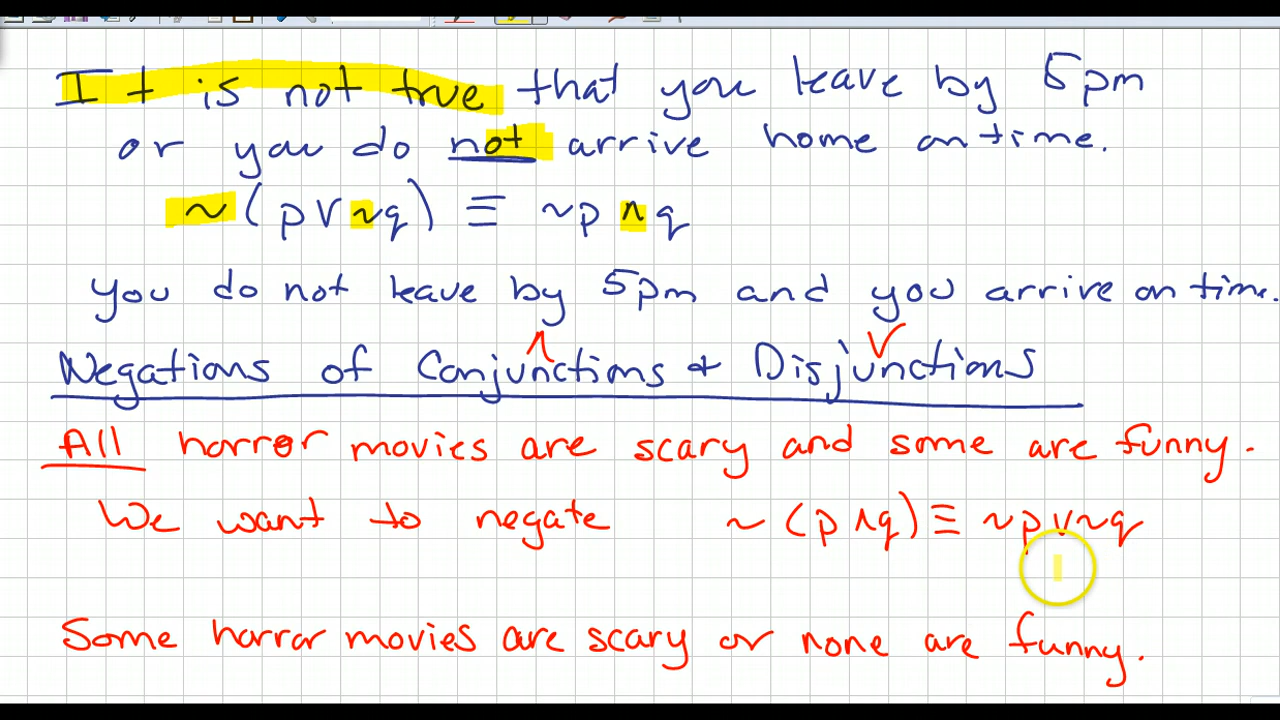 It is not true that you leave by 5pm
or you do not arrive home on time.
~(p∨~q) ≡ ~p ∧ q
you do not leave by 5pm and you arrive on time.
∧ ∨
Negations of Conjunctions & Disjunctions
All horror movies are scary and some are funny.
We want to negate ~(p∧q) ≡ ~p∨~q
Some horror movies are scary or none are funny.